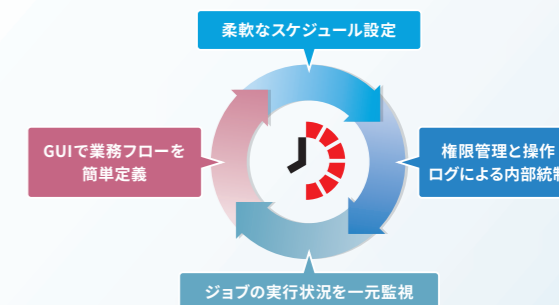 柔軟なスケジュール設定
GUIで業務フローを
簡単定義
権限管理と操作
ログによる内部統制
ジョブの実行状況を一元監視